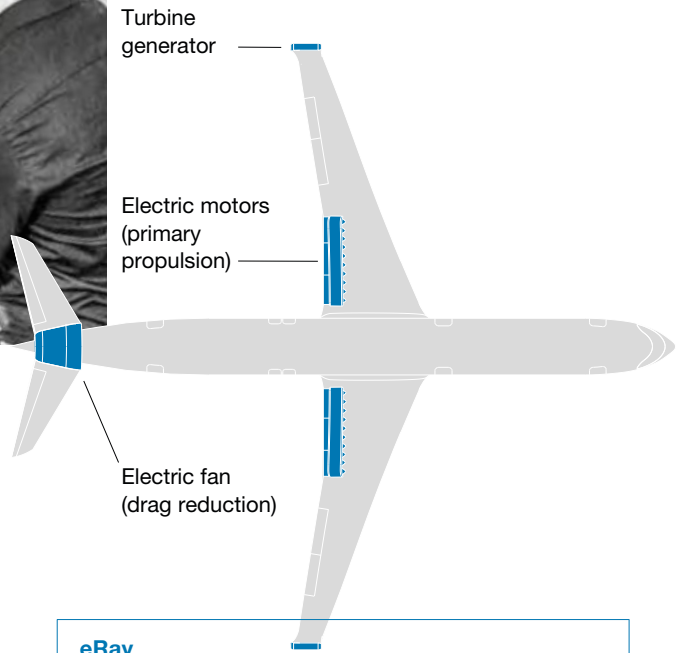 Turbine
generator
Electric motors
(primary
propulsion)
Electric fan
(drag reduction)
eRay